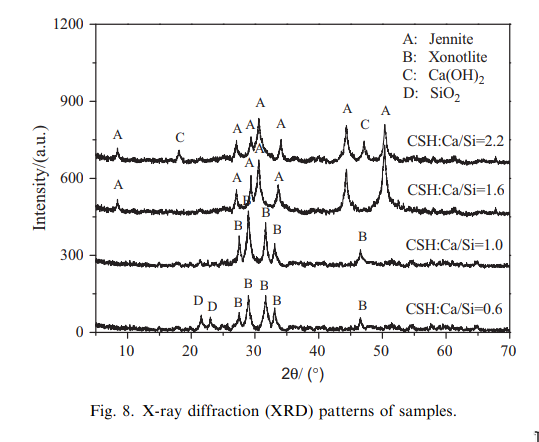 1200
900
600
300
0
Intensity/(a.u.)
A: Jennite
B: Xonotlite
C: Ca(OH)₂
D: SiO₂
A C A A A A A C A
CSH:Ca/Si=2.2
A A A A A
CSH:Ca/Si=1.6
B B B B B
CSH:Ca/Si=1.0
D D B B B B B
CSH:Ca/Si=0.6
10 20 30 40 50 60 70
2θ/ (°)
Fig. 8. X-ray diffraction (XRD) patterns of samples.